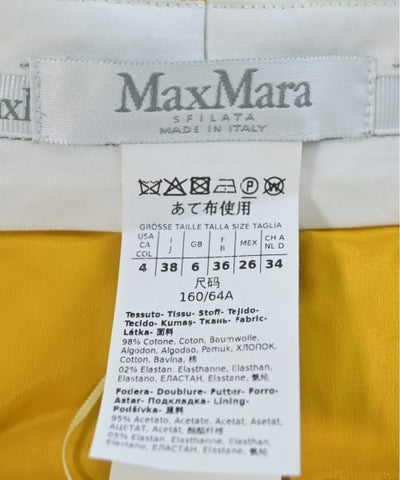 MaxMara
SFILATA
MADE IN ITALY
P
あて布使用
GRÖSSE TAILLE TALLA SIZE TAGLIA
USA CA COL I J GB F B MEX CH A NL D
4 38 6 36 26 34
尺码
160/64A
Tessuto- Tissu- Stoff- Tejido-
Tecido- Kumaş- Ткань- Fabric-
Látka- 面料
98% Cotone, Coton, Baumwolle,
Algodon, Algodao, Pamuk, ХЛОПОК,
Cotton, Bavlna, 棉
02% Elastan, Elasthanne, Elasthan,
Elastano, ЕЛАСТАН, Elastane, 氨纶
Fodera- Doublure- Futter- Forro-
Astar- Подкладка- Lining-
Podšívka- 里料
95% Acetato, Acetate, Acetat, Asetat,
АЦЕТАТ, Acetat, 醋酯纤维
05% Elastan, Elasthanne, Elasthan,
Elastano, ЕЛАСТАН, Elastane, 氨纶